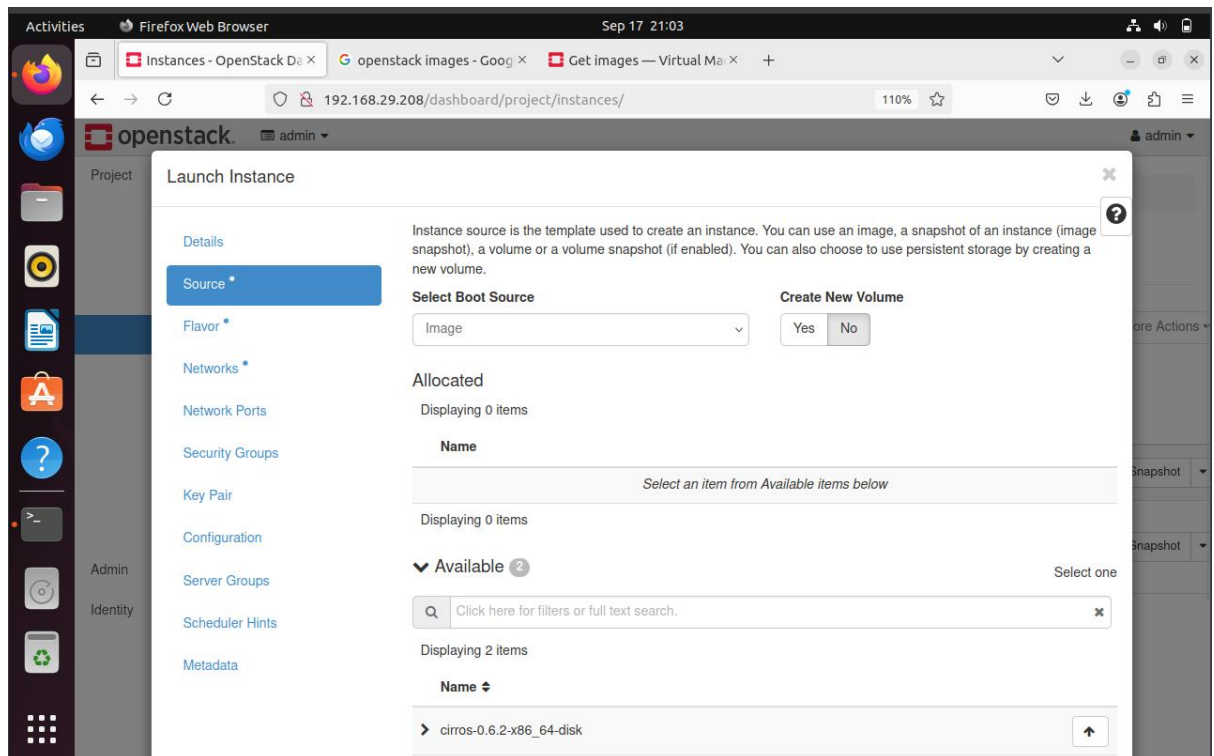 Activities
Firefox Web Browser
Sep 17 21:03
Instances - OpenStack Da
openstack images - Goog
Get images — Virtual Mac
192.168.29.208/dashboard/project/instances/
110%
openstack.
admin
admin
Project
Launch Instance
Details
Source *
Flavor *
Networks *
Network Ports
Security Groups
Key Pair
Configuration
Server Groups
Scheduler Hints
Metadata
Instance source is the template used to create an instance. You can use an image, a snapshot of an instance (image
snapshot), a volume or a volume snapshot (if enabled). You can also choose to use persistent storage by creating a
new volume.
Select Boot Source
Create New Volume
Image
Yes
No
Allocated
Displaying 0 items
Name
Select an item from Available items below
Displaying 0 items
Available 2
Select one
Click here for filters or full text search.
Displaying 2 items
Name
cirros-0.6.2-x86_64-disk
ore Actions
Snapshot
Snapshot
Admin
Identity